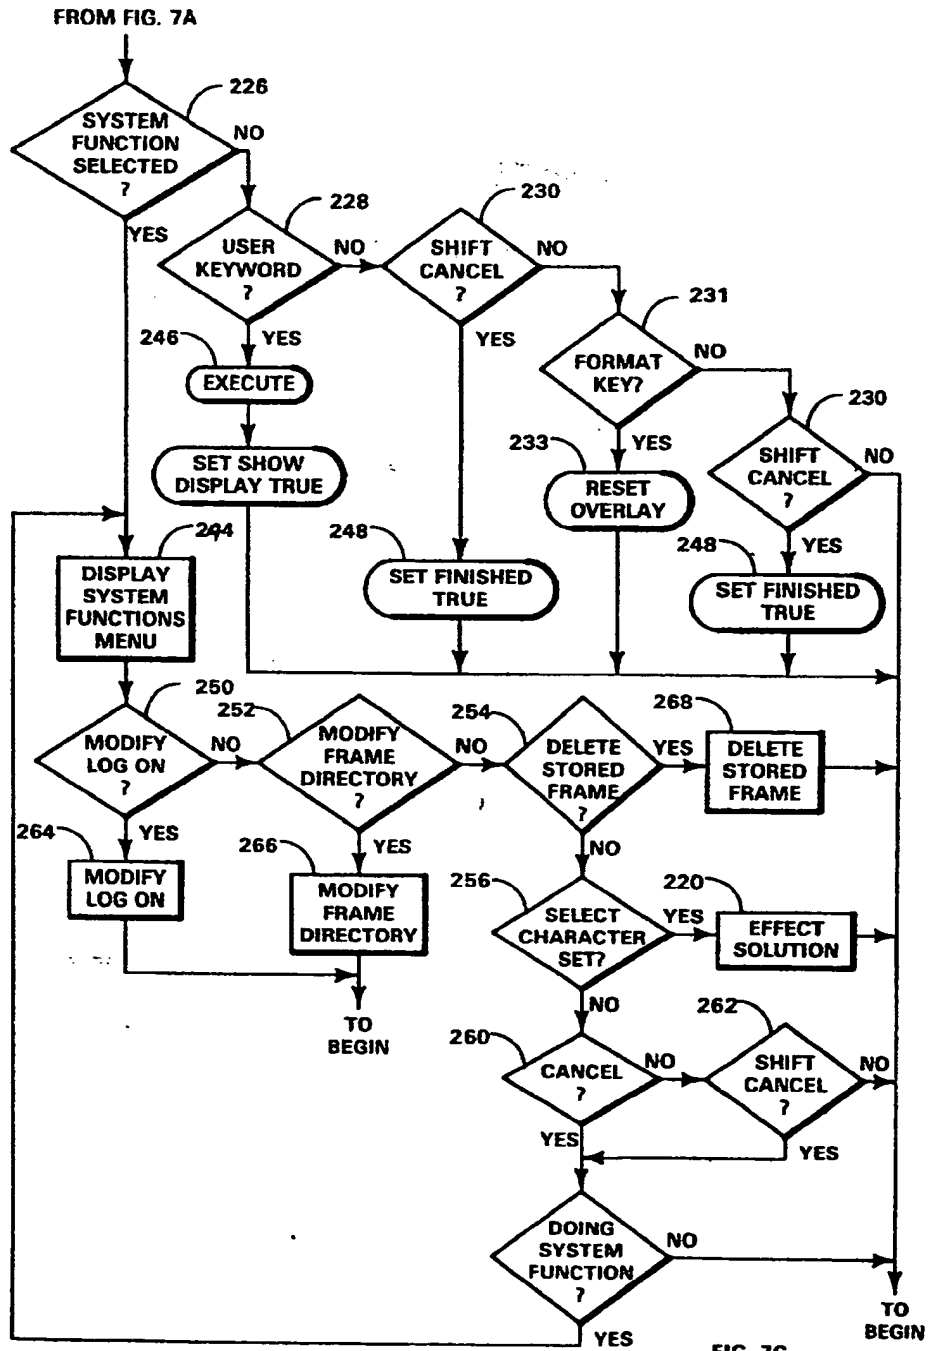 FROM FIG. 7A
226
SYSTEM
FUNCTION
SELECTED
?
NO
YES
228
USER
KEYWORD
?
NO
YES
230
SHIFT
CANCEL
?
NO
YES
231
FORMAT
KEY?
NO
YES
230
SHIFT
CANCEL
?
NO
YES
246
EXECUTE
SET SHOW
DISPLAY TRUE
233
RESET
OVERLAY
248
SET FINISHED
TRUE
248
SET FINISHED
TRUE
244
DISPLAY
SYSTEM
FUNCTIONS
MENU
250
MODIFY
LOG ON
?
NO
YES
252
MODIFY
FRAME
DIRECTORY
?
NO
YES
254
DELETE
STORED
FRAME
?
YES
NO
268
DELETE
STORED
FRAME
264
MODIFY
LOG ON
266
MODIFY
FRAME
DIRECTORY
TO
BEGIN
256
SELECT
CHARACTER
SET?
YES
NO
220
EFFECT
SOLUTION
260
CANCEL
?
NO
YES
262
SHIFT
CANCEL
?
NO
YES
DOING
SYSTEM
FUNCTION
?
NO
YES
TO
BEGIN